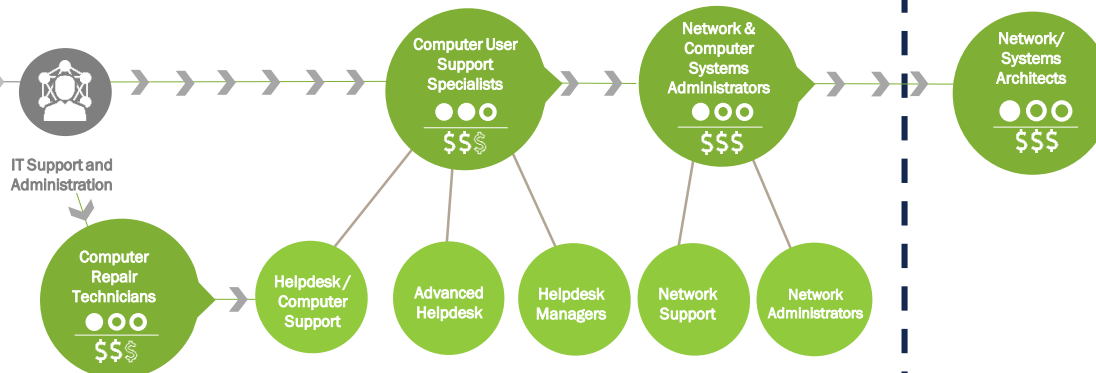 IT Support and
Administration
Computer User
Support
Specialists
$$$
Network &
Computer
Systems
Administrators
$$$
Network/
Systems
Architects
$$$
Computer
Repair
Technicians
$$$
Helpdesk /
Computer
Support
Advanced
Helpdesk
Helpdesk
Managers
Network
Support
Network
Administrators